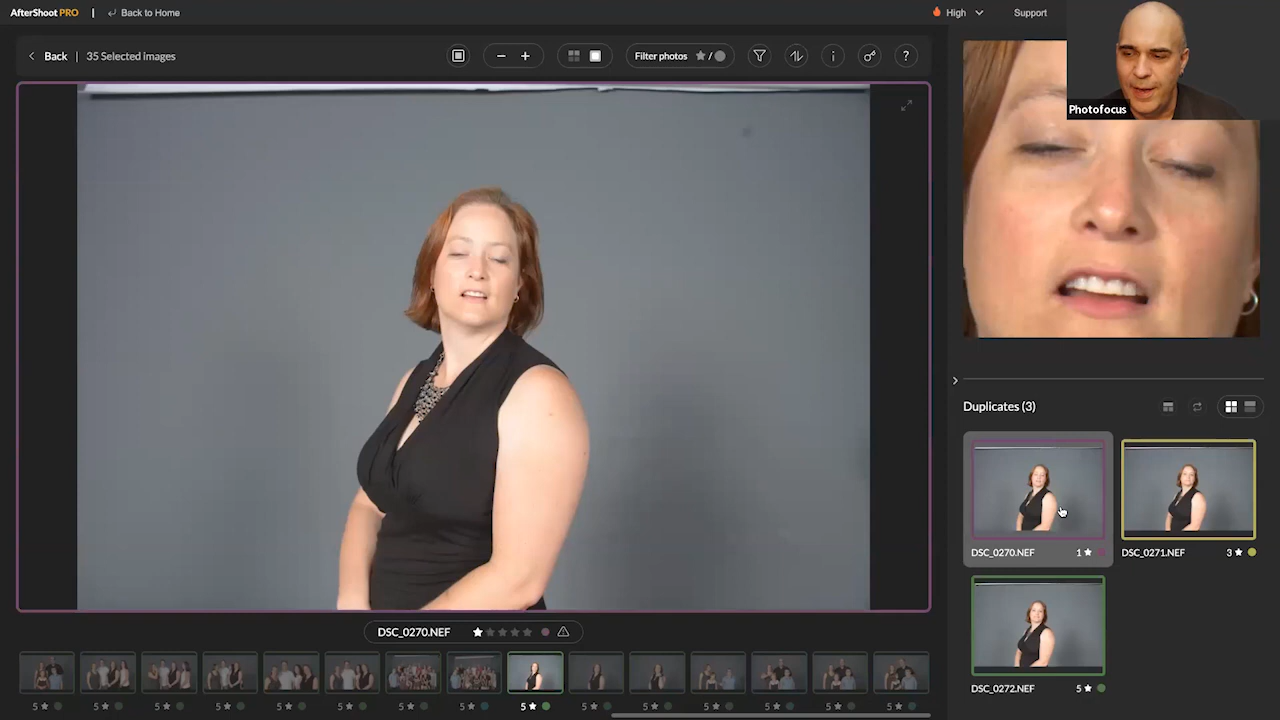 AfterShoot PRO | Back to Home
High
Support
Back
35 Selected images
Filter photos /
i
?
Photofocus
Duplicates (3)
DSC_0270.NEF 1
DSC_0271.NEF 3
DSC_0272.NEF 5
DSC_0270.NEF
5 5 5 5 5 5 5 5 5 5 5 5 5 5 5